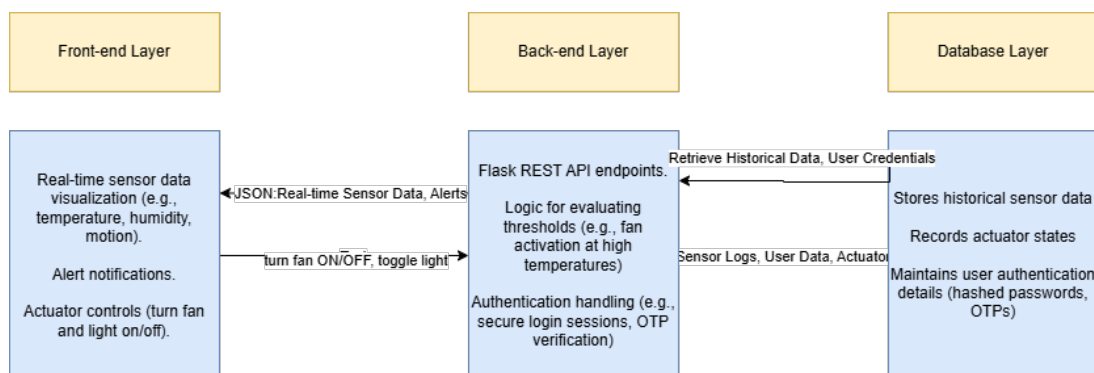 Front-end Layer
Back-end Layer
Database Layer
Real-time sensor data
visualization (e.g.,
temperature, humidity,
motion).
Alert notifications.
Actuator controls (turn fan
and light on/off).
JSON:Real-time Sensor Data, Alerts
turn fan ON/OFF, toggle light
Flask REST API endpoints.
Logic for evaluating
thresholds (e.g., fan
activation at high
temperatures)
Authentication handling (e.g.,
secure login sessions, OTP
verification)
Retrieve Historical Data, User Credentials
Sensor Logs, User Data, Actuator
Stores historical sensor data
Records actuator states
Maintains user authentication
details (hashed passwords,
OTPs)